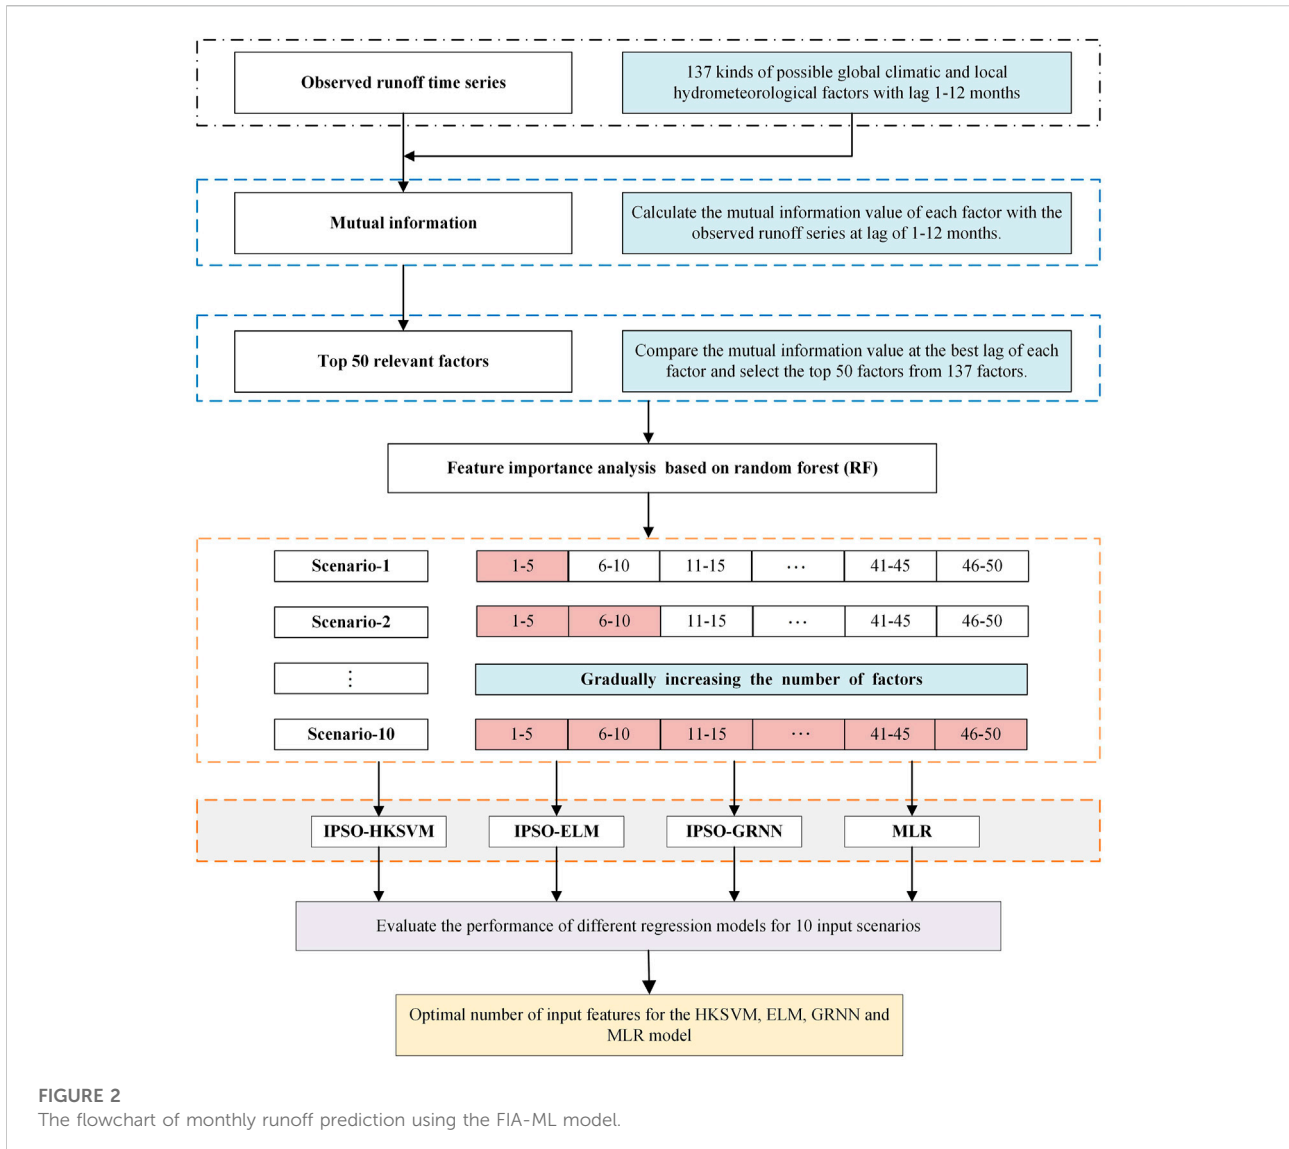 Observed runoff time series
137 kinds of possible global climatic and local
hydrometeorological factors with lag 1-12 months
Mutual information
Calculate the mutual information value of each factor with the
observed runoff series at lag of 1-12 months.
Top 50 relevant factors
Compare the mutual information value at the best lag of each
factor and select the top 50 factors from 137 factors.
Feature importance analysis based on random forest (RF)
Scenario-1 1-5 6-10 11-15 ··· 41-45 46-50
Scenario-2 1-5 6-10 11-15 ··· 41-45 46-50
⋮ Gradually increasing the number of factors
Scenario-10 1-5 6-10 11-15 ··· 41-45 46-50
IPSO-HKSVM IPSO-ELM IPSO-GRNN MLR
Evaluate the performance of different regression models for 10 input scenarios
Optimal number of input features for the HKSVM, ELM, GRNN and
MLR model
FIGURE 2
The flowchart of monthly runoff prediction using the FIA-ML model.